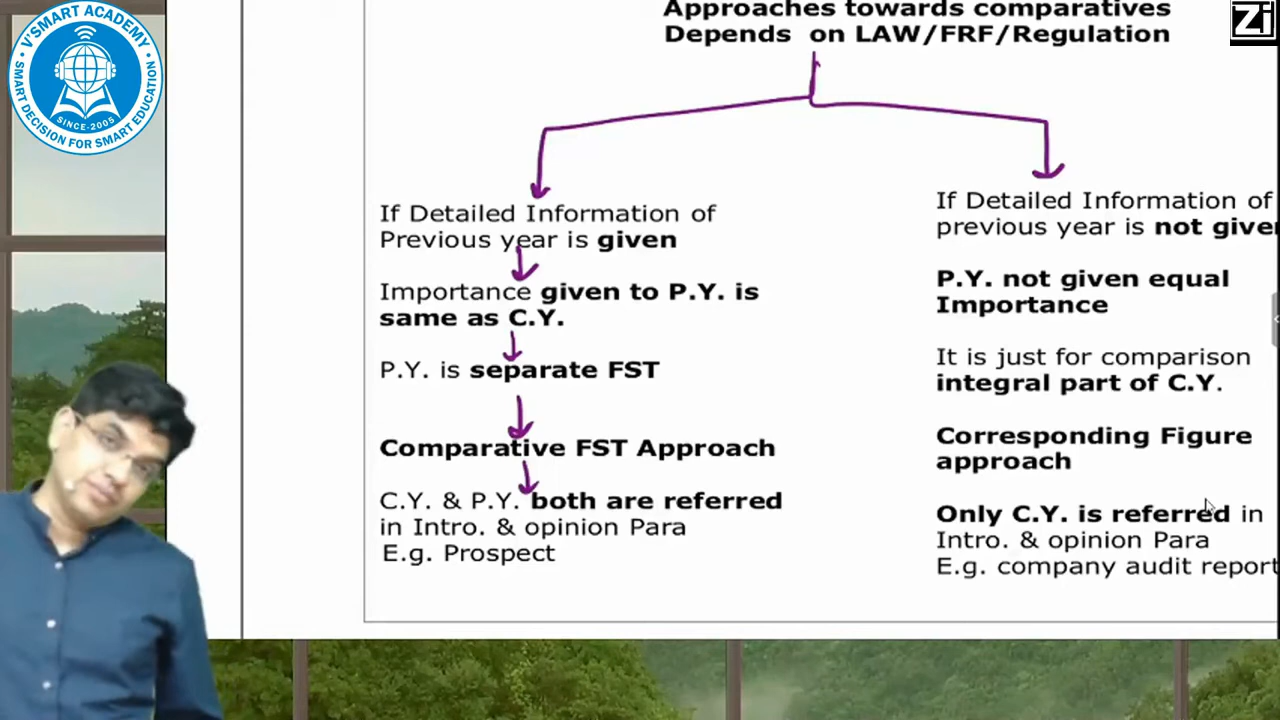 V'SMART ACADEMY
SINCE-2005
SMART DECISION FOR SMART EDUCATION
Zi
Approaches towards comparatives
Depends on LAW/FRF/Regulation
If Detailed Information of
Previous year is given
Importance given to P.Y. is
same as C.Y.
P.Y. is separate FST
Comparative FST Approach
C.Y. & P.Y. both are referred
in Intro. & opinion Para
E.g. Prospect
If Detailed Information of
previous year is not given
P.Y. not given equal
Importance
It is just for comparison
integral part of C.Y.
Corresponding Figure
approach
Only C.Y. is referred in
Intro. & opinion Para
E.g. company audit report